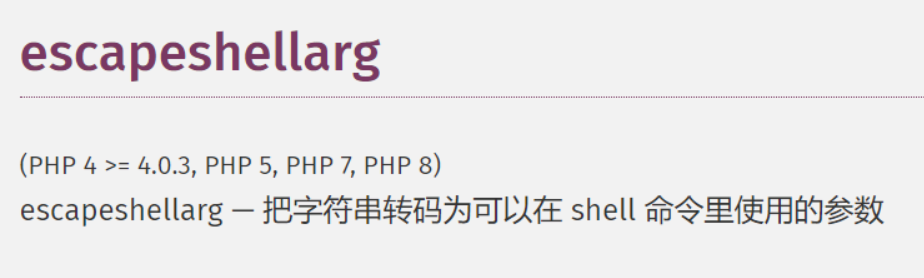 escapeshellarg
(PHP 4 >= 4.0.3, PHP 5, PHP 7, PHP 8)
escapeshellarg — 把字符串转码为可以在 shell 命令里使用的参数